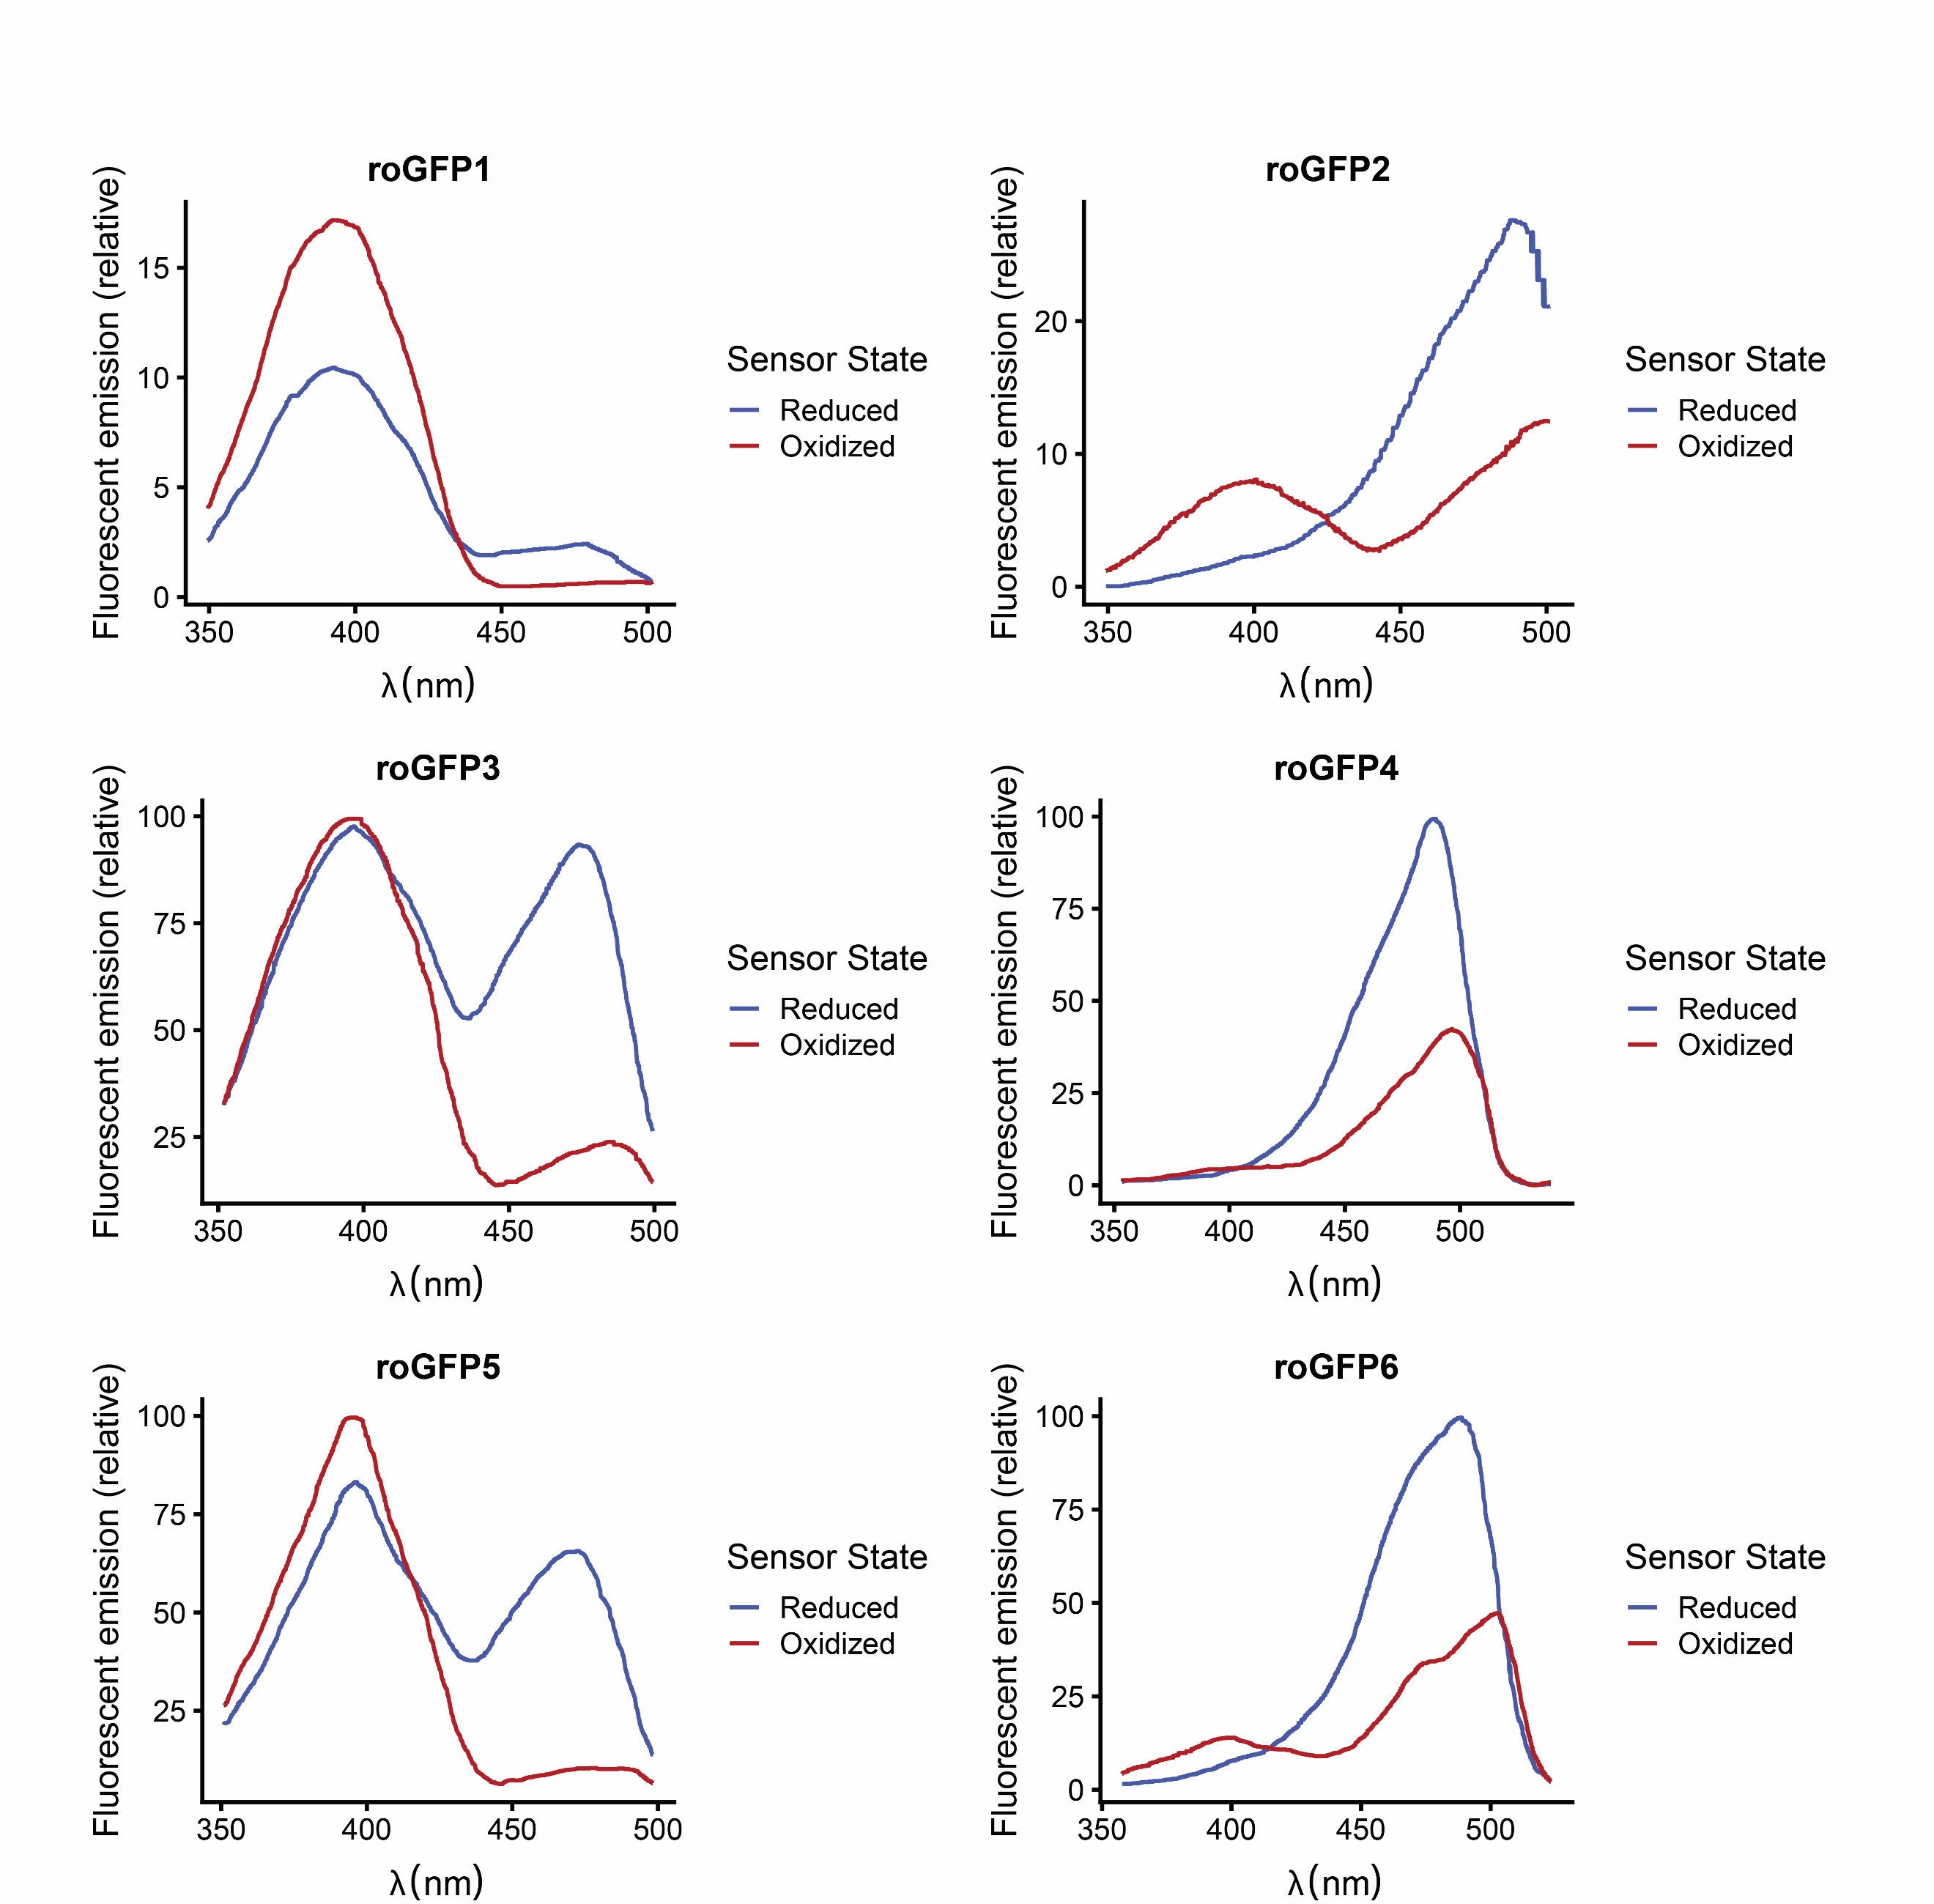 roGFP1
Fluorescent emission (relative)
15
10
5
0
350 400 450 500
λ(nm)
Sensor State
Reduced
Oxidized
roGFP2
Fluorescent emission (relative)
20
10
0
350 400 450 500
λ(nm)
Sensor State
Reduced
Oxidized
roGFP3
Fluorescent emission (relative)
100
75
50
25
350 400 450 500
λ(nm)
Sensor State
Reduced
Oxidized
roGFP4
Fluorescent emission (relative)
100
75
50
25
0
350 400 450 500
λ(nm)
Sensor State
Reduced
Oxidized
roGFP5
Fluorescent emission (relative)
100
75
50
25
350 400 450 500
λ(nm)
Sensor State
Reduced
Oxidized
roGFP6
Fluorescent emission (relative)
100
75
50
25
0
350 400 450 500
λ(nm)
Sensor State
Reduced
Oxidized